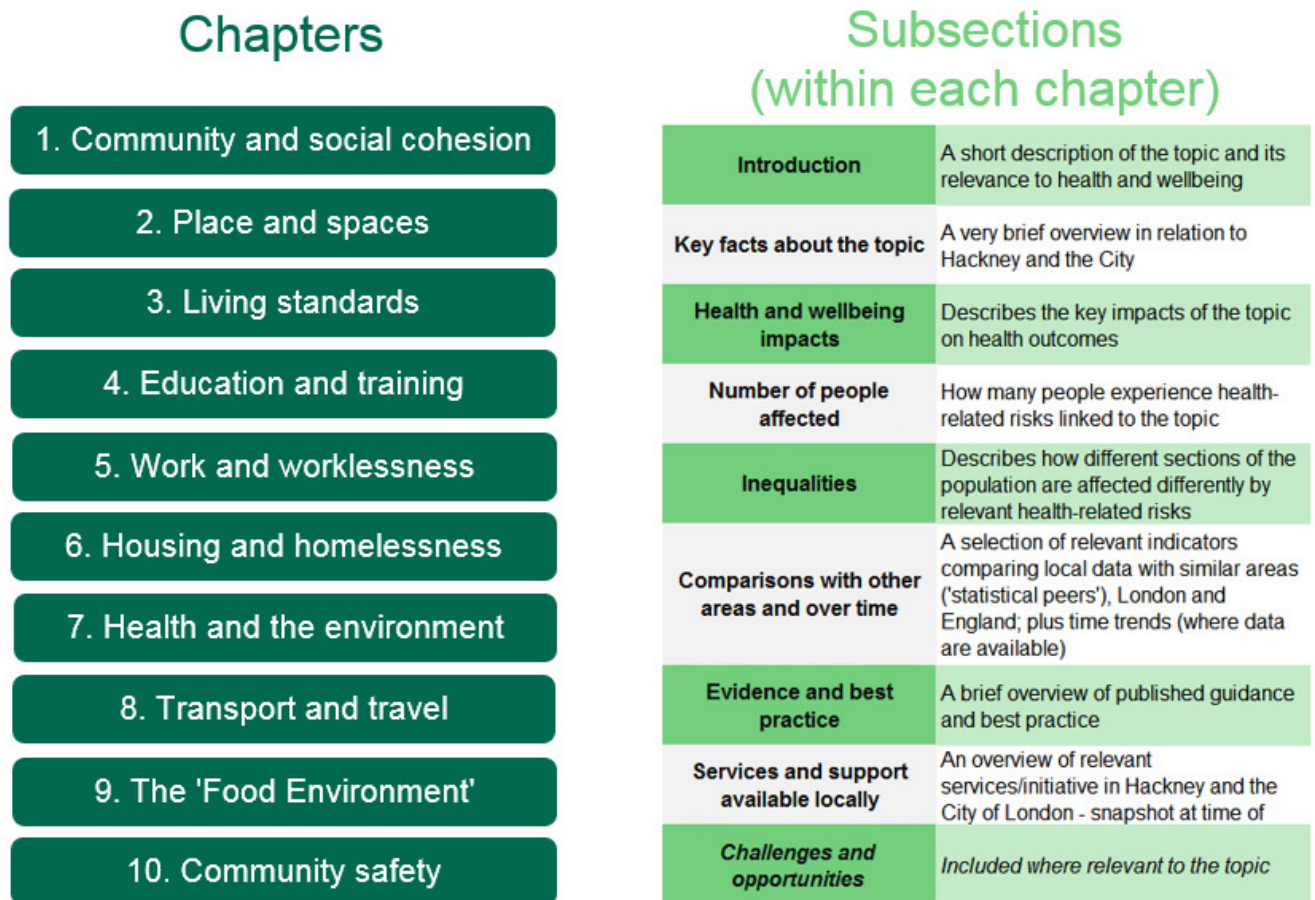 Chapters
1. Community and social cohesion
2. Place and spaces
3. Living standards
4. Education and training
5. Work and worklessness
6. Housing and homelessness
7. Health and the environment
8. Transport and travel
9. The 'Food Environment'
10. Community safety
Subsections
(within each chapter)
Introduction
A short description of the topic and its
relevance to health and wellbeing
Key facts about the topic
A very brief overview in relation to
Hackney and the City
Health and wellbeing
impacts
Describes the key impacts of the topic
on health outcomes
Number of people
affected
How many people experience health-
related risks linked to the topic
Inequalities
Describes how different sections of the
population are affected differently by
relevant health-related risks
Comparisons with other
areas and over time
A selection of relevant indicators
comparing local data with similar areas
('statistical peers'), London and
England; plus time trends (where data
are available)
Evidence and best
practice
A brief overview of published guidance
and best practice
Services and support
available locally
An overview of relevant
services/initiative in Hackney and the
City of London - snapshot at time of
Challenges and
opportunities
Included where relevant to the topic